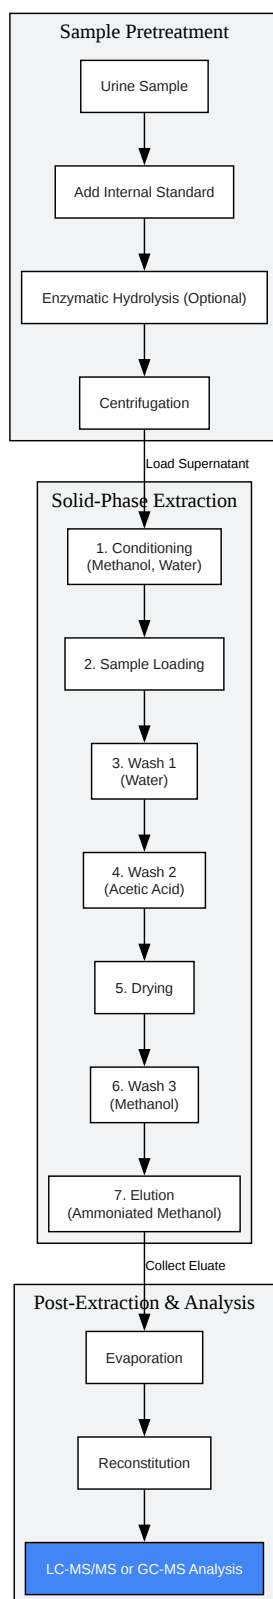 Sample Pretreatment
Urine Sample
Add Internal Standard
Enzymatic Hydrolysis (Optional)
Centrifugation
Load Supernatant
Solid-Phase Extraction
1. Conditioning
(Methanol, Water)
2. Sample Loading
3. Wash 1
(Water)
4. Wash 2
(Acetic Acid)
5. Drying
6. Wash 3
(Methanol)
7. Elution
(Ammoniated Methanol)
Collect Eluate
Post-Extraction & Analysis
Evaporation
Reconstitution
LC-MS/MS or GC-MS Analysis